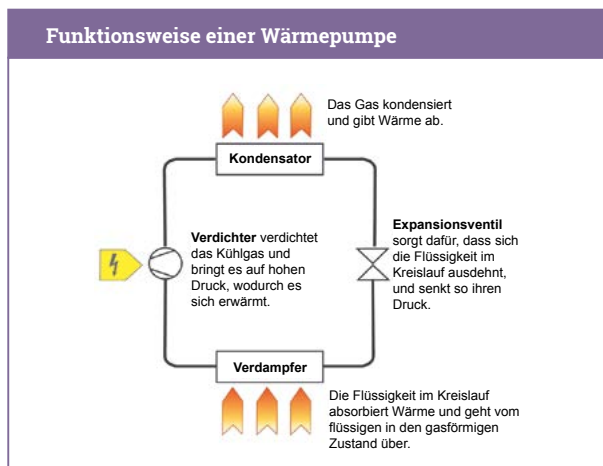 Funktionsweise einer Wärmepumpe
Das Gas kondensiert
und gibt Wärme ab.
Kondensator
Verdichter verdichtet
das Kühlgas und
bringt es auf hohen
Druck, wodurch es
sich erwärmt.
Expansionsventil
sorgt dafür, dass sich
die Flüssigkeit im
Kreislauf ausdehnt,
und senkt so ihren
Druck.
Verdampfer
Die Flüssigkeit im Kreislauf
absorbiert Wärme und geht vom
flüssigen in den gasförmigen
Zustand über.